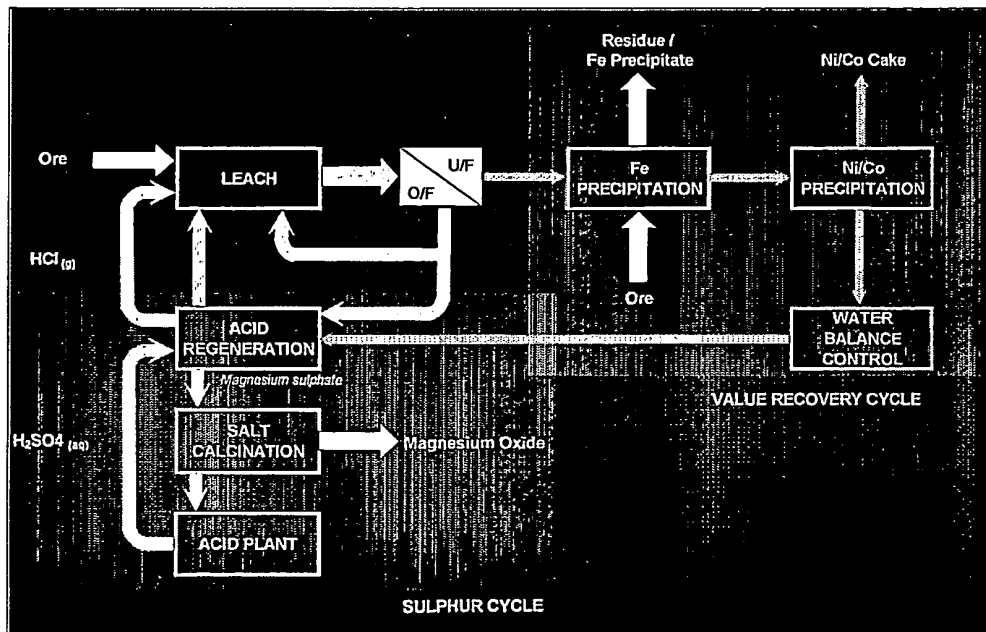 Residue /
Fe Precipitate
Ni/Co Cake
Ore
LEACH
U/F
O/F
Fe
PRECIPITATION
Ni/Co
PRECIPITATION
HCl (g)
Ore
ACID
REGENERATION
WATER
BALANCE
CONTROL
Magnesium sulphate
VALUE RECOVERY CYCLE
H₂SO4 (aq)
SALT
CALCINATION
Magnesium Oxide
ACID PLANT
SULPHUR CYCLE